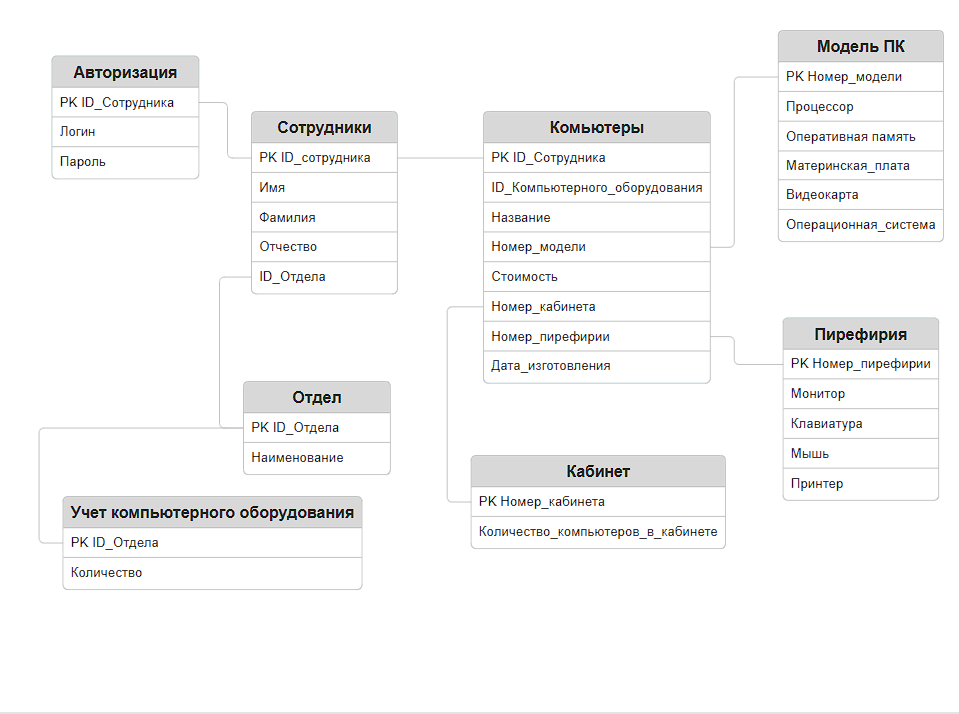 Авторизация
PK ID_Сотрудника
Логин
Пароль
Сотрудники
PK ID_сотрудника
Имя
Фамилия
Отчество
ID_Отдела
Комьютеры
PK ID_Сотрудника
ID_Компьютерного_оборудования
Название
Номер_модели
Стоимость
Номер_кабинета
Номер_пирефирии
Дата_изготовления
Модель ПК
PK Номер_модели
Процессор
Оперативная память
Материнская_плата
Видеокарта
Операционная_система
Пирефирия
PK Номер_пирефирии
Монитор
Клавиатура
Мышь
Принтер
Отдел
PK ID_Отдела
Наименование
Кабинет
PK Номер_кабинета
Количество_компьютеров_в_кабинете
Учет компьютерного оборудования
PK ID_Отдела
Количество